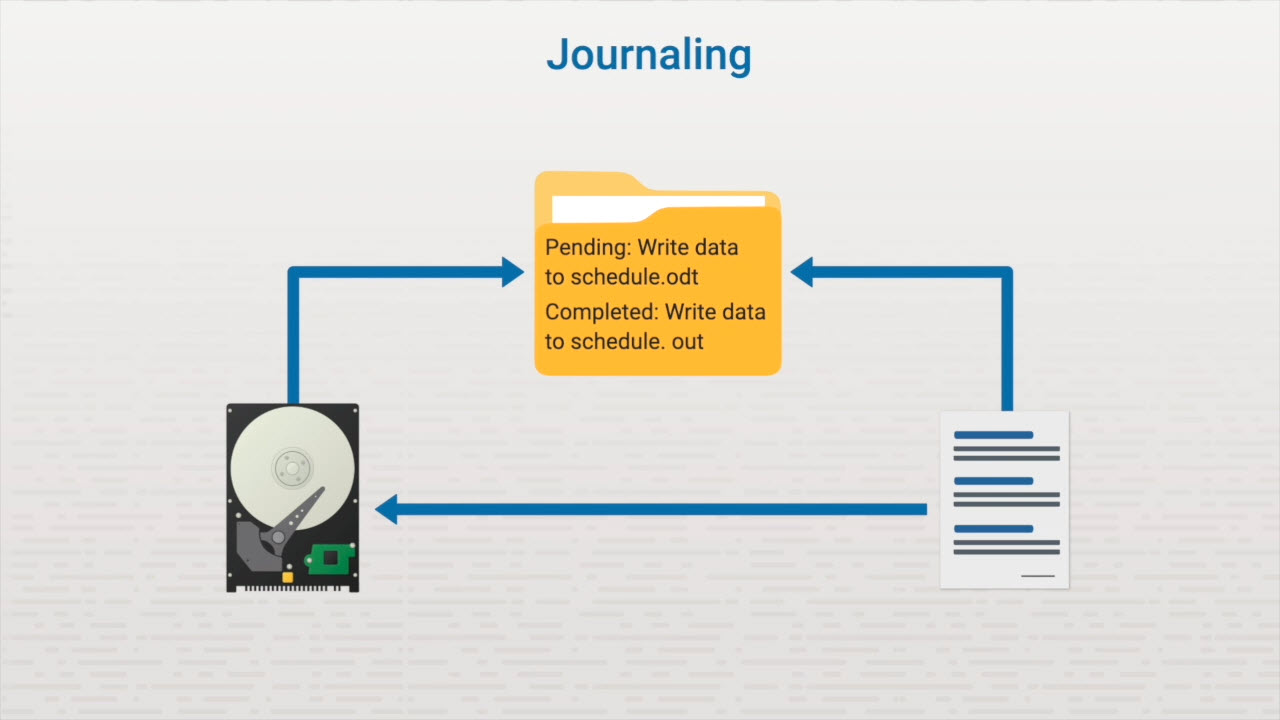 Journaling
Pending: Write data
to schedule.odt
Completed: Write data
to schedule. out